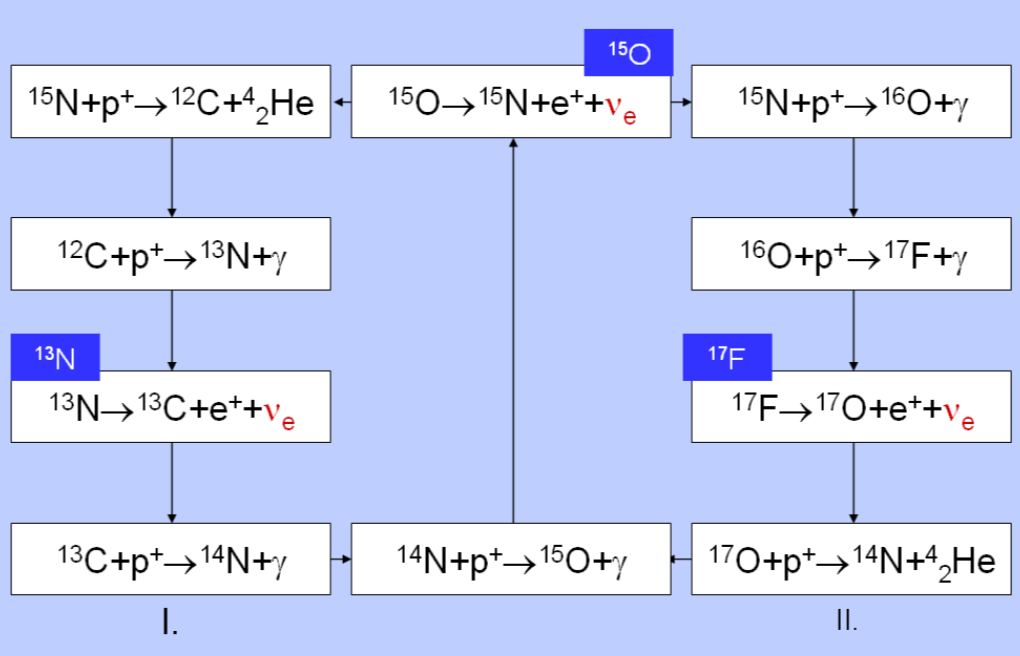 ¹⁵O
¹⁵N+p⁺→¹²C+⁴₂He
¹⁵O→¹⁵N+e⁺+νₑ
¹⁵N+p⁺→¹⁶O+γ
¹²C+p⁺→¹³N+γ
¹⁶O+p⁺→¹⁷F+γ
¹³N
¹⁷F
¹³N→¹³C+e⁺+νₑ
¹⁷F→¹⁷O+e⁺+νₑ
¹³C+p⁺→¹⁴N+γ
¹⁴N+p⁺→¹⁵O+γ
¹⁷O+p⁺→¹⁴N+⁴₂He
I.
II.